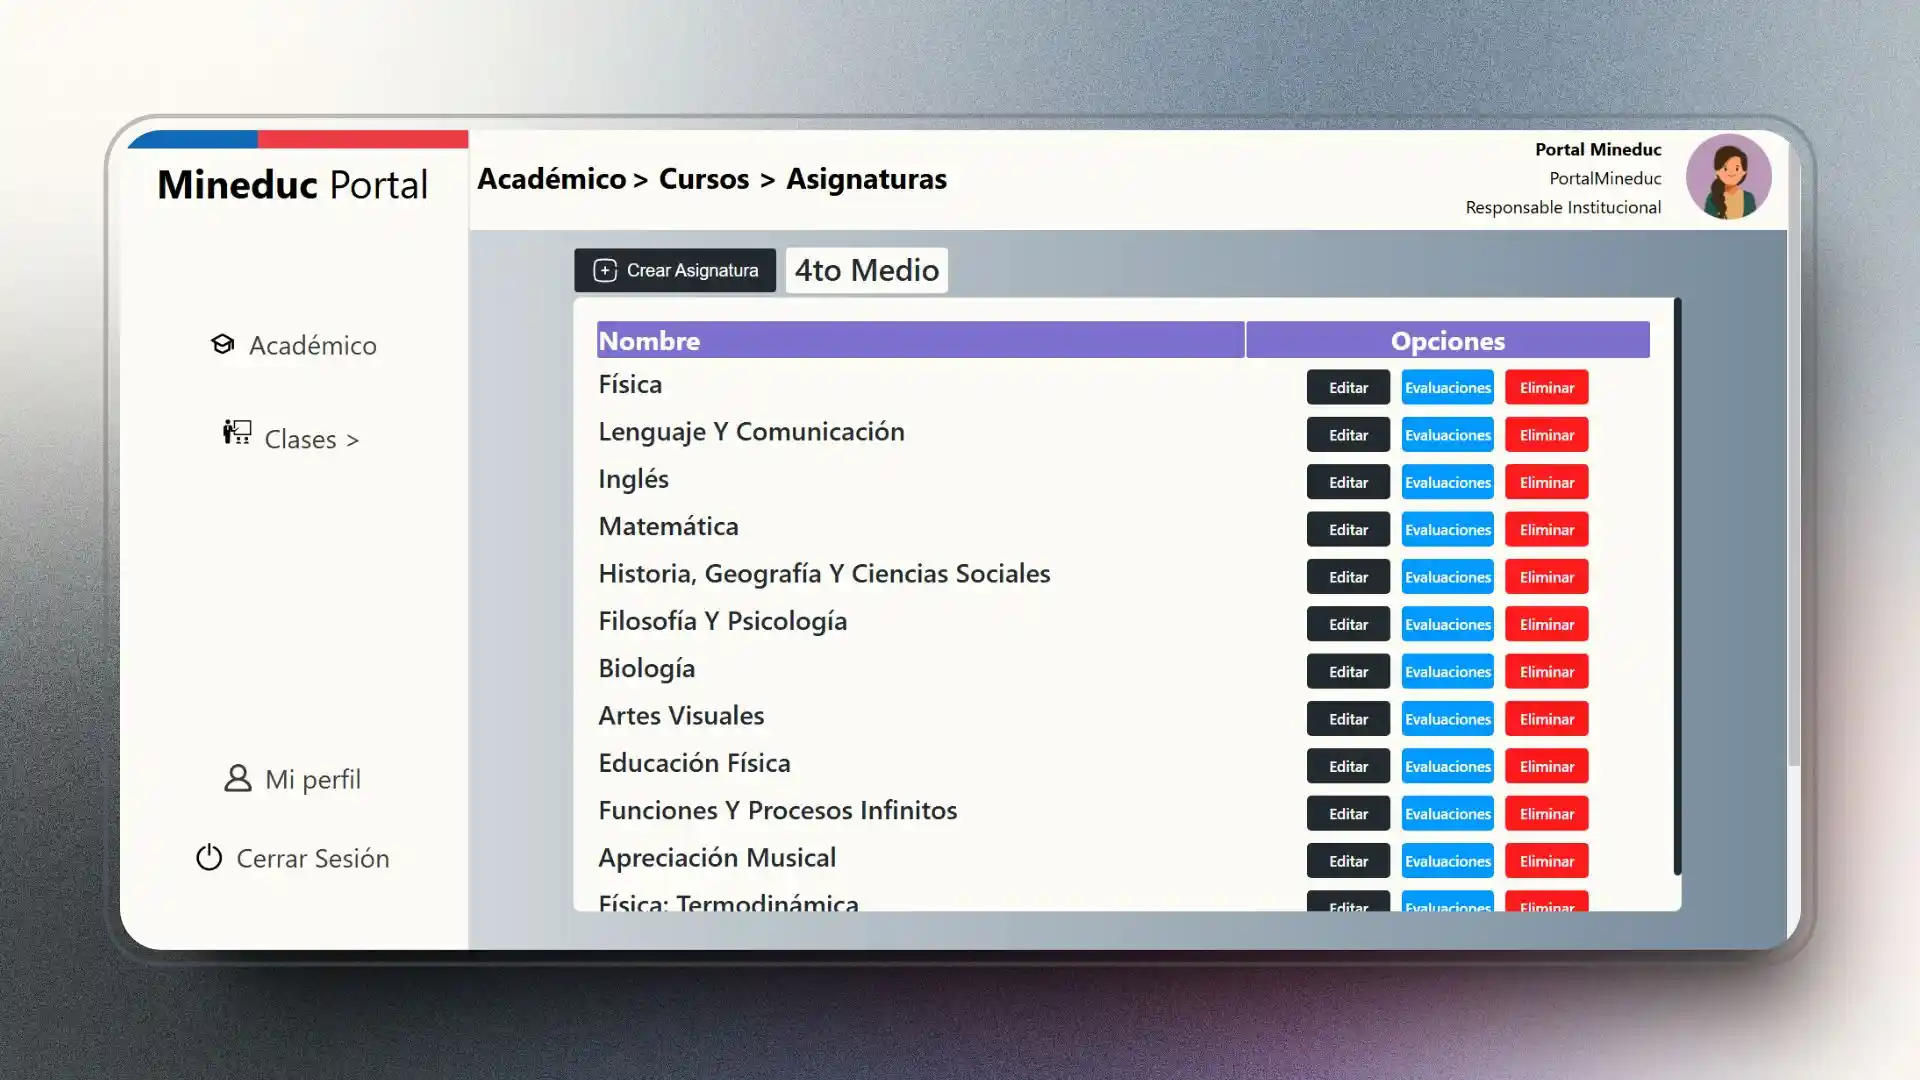 Mineduc Portal
Académico > Cursos > Asignaturas
Portal Mineduc
PortalMineduc
Responsable Institucional
Académico
Clases >
Mi perfil
Cerrar Sesión
Crear Asignatura
4to Medio
Nombre Opciones
Física Editar Evaluaciones Eliminar
Lenguaje Y Comunicación Editar Evaluaciones Eliminar
Inglés Editar Evaluaciones Eliminar
Matemática Editar Evaluaciones Eliminar
Historia, Geografía Y Ciencias Sociales Editar Evaluaciones Eliminar
Filosofía Y Psicología Editar Evaluaciones Eliminar
Biología Editar Evaluaciones Eliminar
Artes Visuales Editar Evaluaciones Eliminar
Educación Física Editar Evaluaciones Eliminar
Funciones Y Procesos Infinitos Editar Evaluaciones Eliminar
Apreciación Musical Editar Evaluaciones Eliminar
Física: Termodinámica Editar Evaluaciones Eliminar